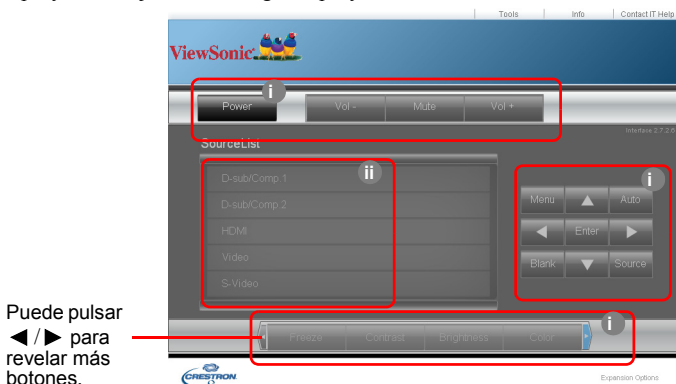 Tools Info Contact IT Help
ViewSonic
i
Power Vol - Mute Vol +
Interface 2.7.2.6
SourceList
ii
i
D-sub/Comp.1
D-sub/Comp.2
HDMI
Video
S-Video
Menu Auto
Enter
Blank Source
Puede pulsar
◀/▶ para
revelar más
botones.
i
Freeze Contrast Brightness Color
CRESTRON
Expansion Options